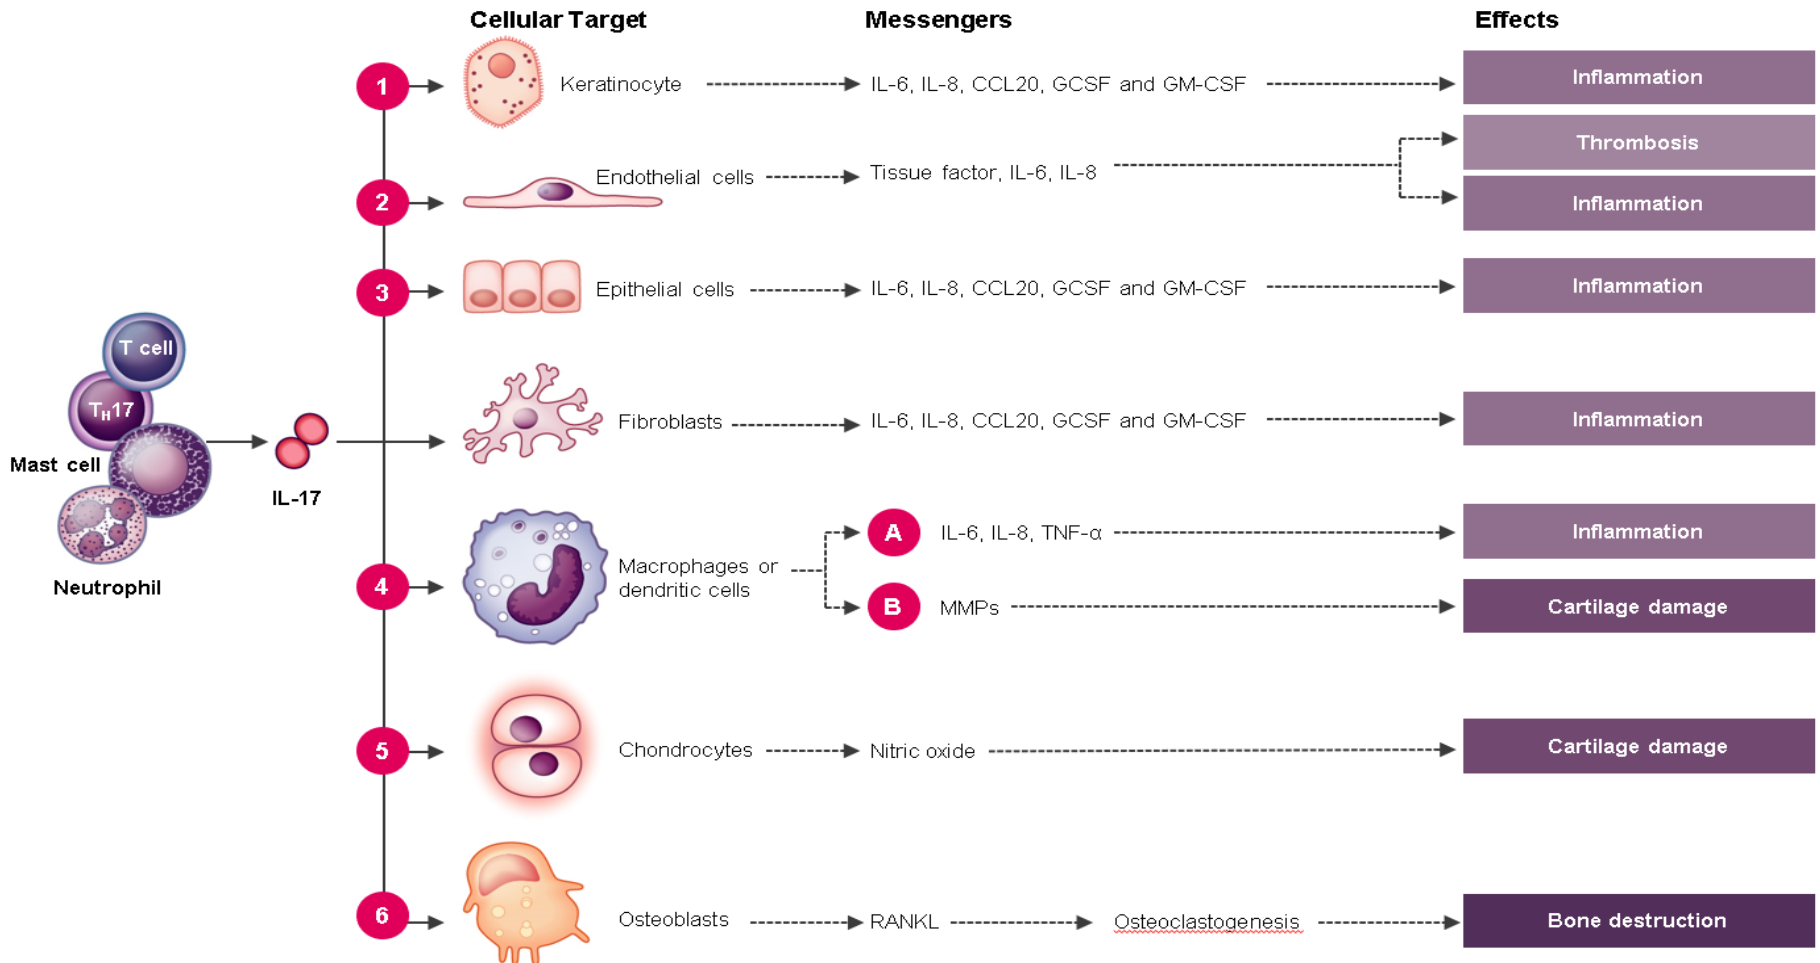 Cellular Target
Messengers
Effects
1
Keratinocyte
IL-6, IL-8, CCL20, GCSF and GM-CSF
Inflammation
2
Endothelial cells
Tissue factor, IL-6, IL-8
Thrombosis
Inflammation
3
Epithelial cells
IL-6, IL-8, CCL20, GCSF and GM-CSF
Inflammation
T cell
TH17
Mast cell
Neutrophil
IL-17
Fibroblasts
IL-6, IL-8, CCL20, GCSF and GM-CSF
Inflammation
4
Macrophages or
dendritic cells
A
IL-6, IL-8, TNF-α
Inflammation
B
MMPs
Cartilage damage
5
Chondrocytes
Nitric oxide
Cartilage damage
6
Osteoblasts
RANKL
Osteoclastogenesis
Bone destruction